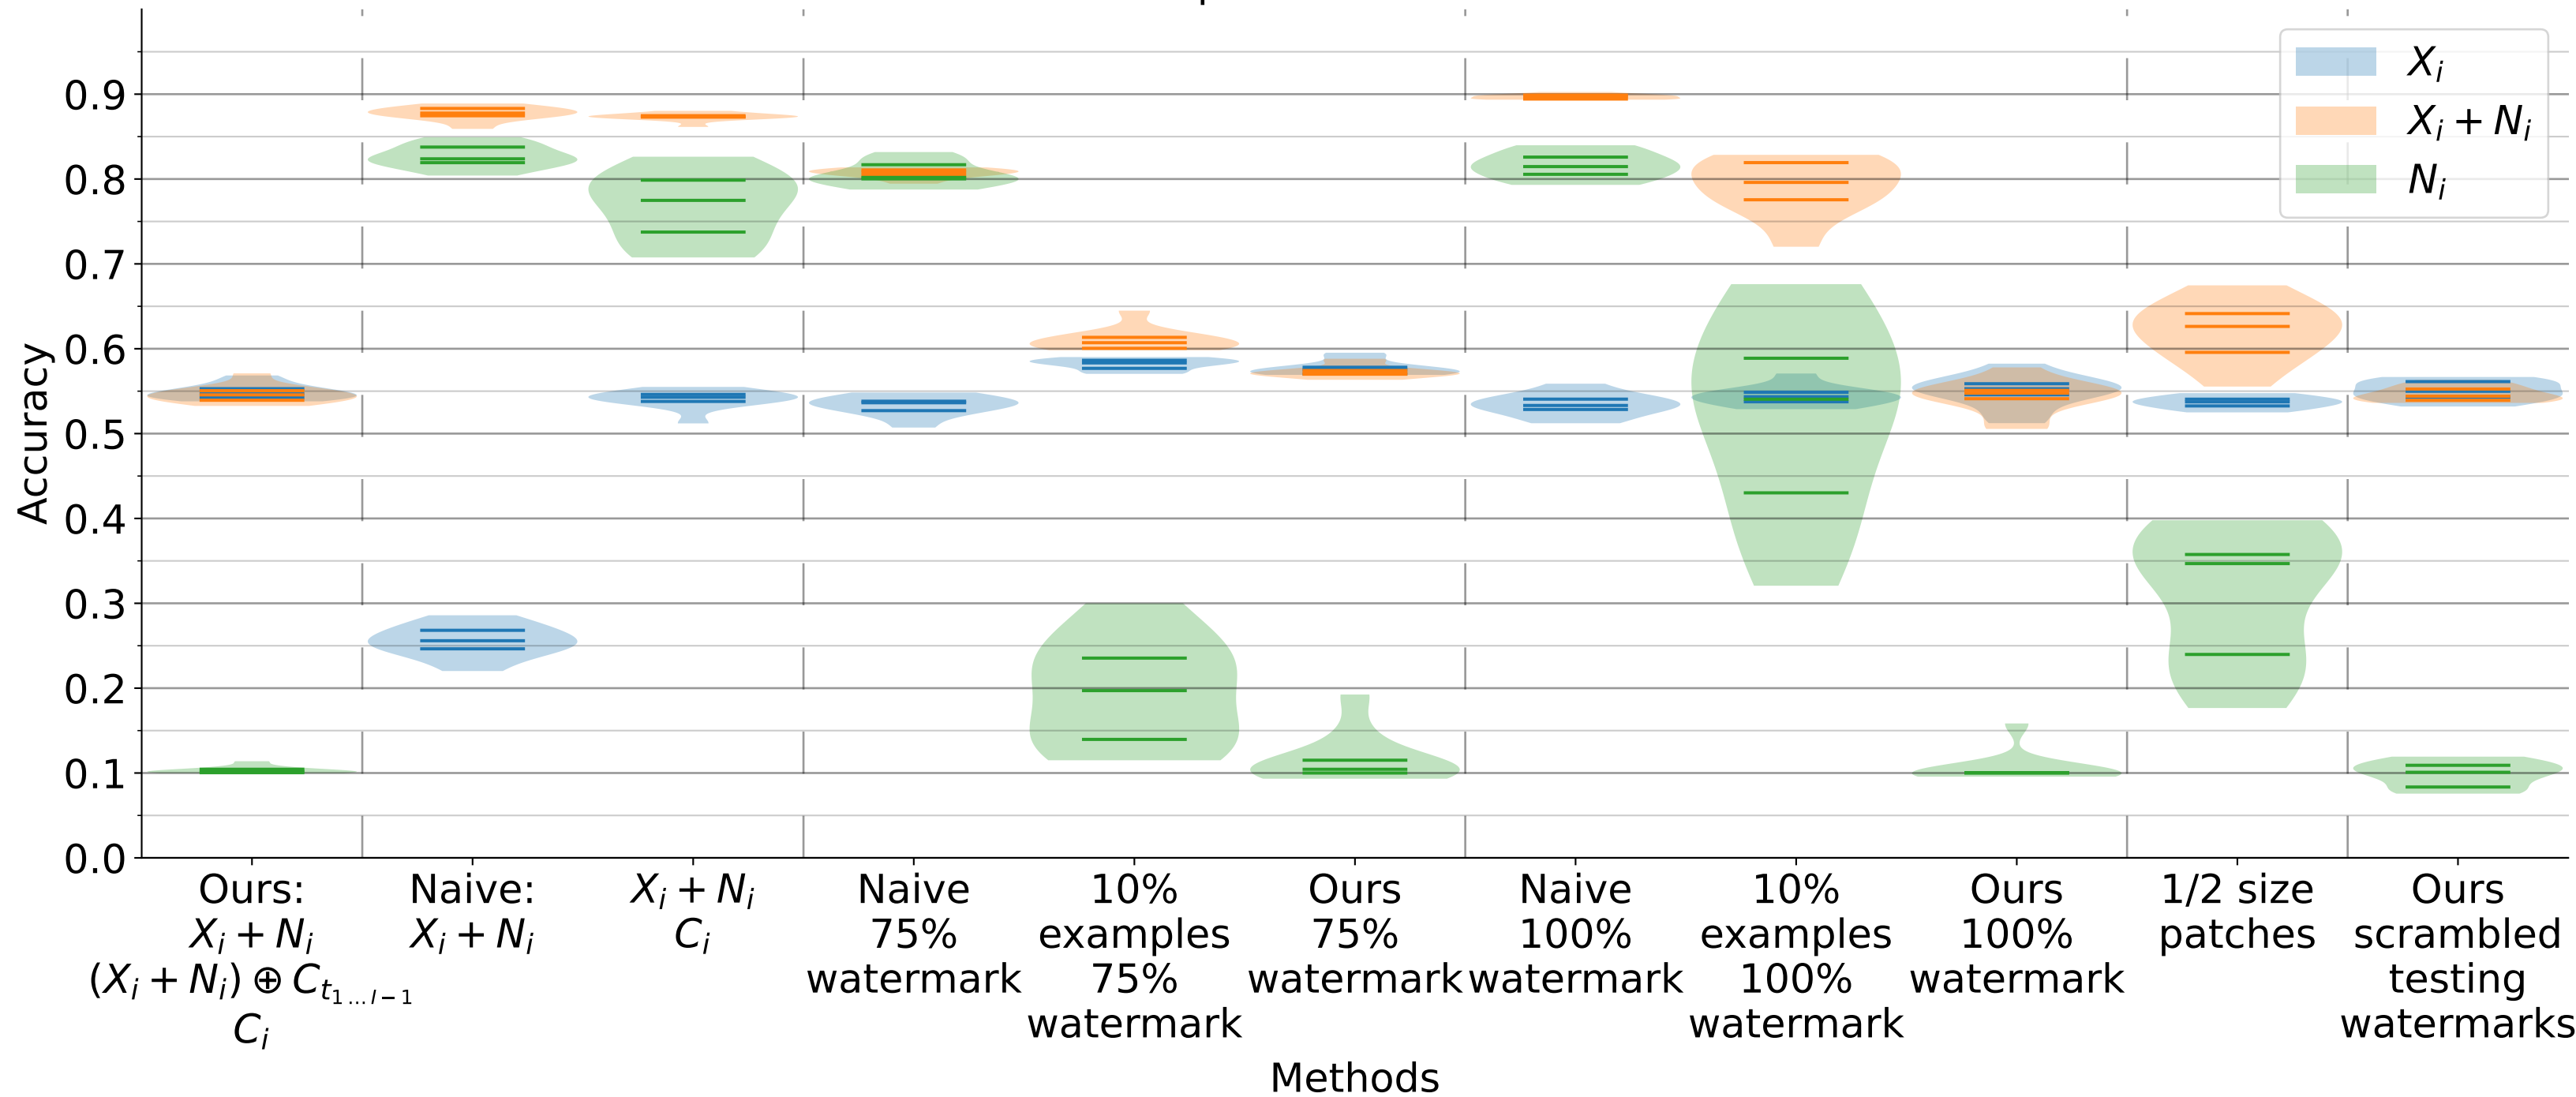 Accuracy
0.9
0.8
0.7
0.6
0.5
0.4
0.3
0.2
0.1
0.0
X_i
X_i + N_i
N_i
Ours:
X_i + N_i
(X_i + N_i) ⊕ C_{t_{1...l−1}}
C_i
Naive:
X_i + N_i
X_i + N_i
C_i
Naive
75%
watermark
10%
examples
75%
watermark
Ours
75%
watermark
Naive
100%
watermark
10%
examples
100%
watermark
Ours
100%
watermark
1/2 size
patches
Ours
scrambled
testing
watermarks
Methods